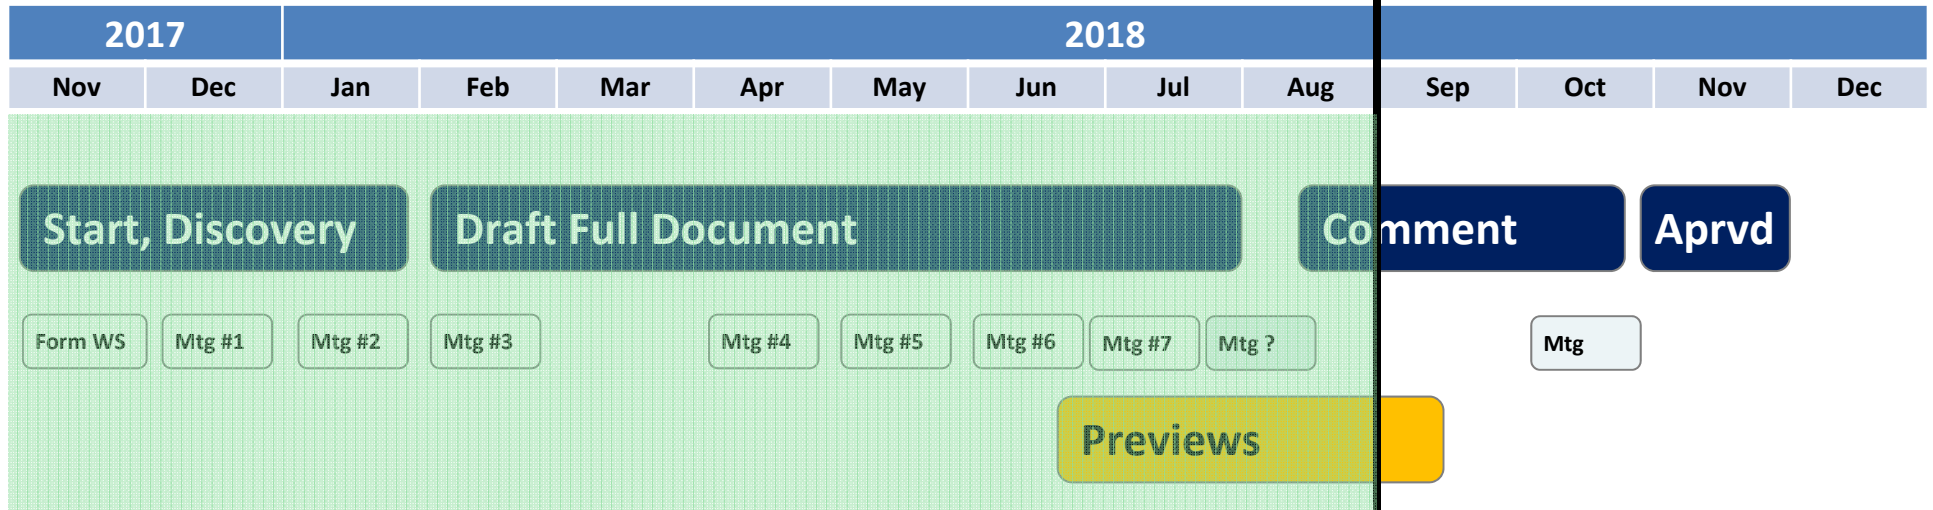 2017 2018
Nov Dec Jan Feb Mar Apr May Jun Jul Aug Sep Oct Nov Dec
Start, Discovery Draft Full Document Comment Aprvd
Form WS Mtg #1 Mtg #2 Mtg #3 Mtg #4 Mtg #5 Mtg #6 Mtg #7 Mtg ? Mtg
Previews